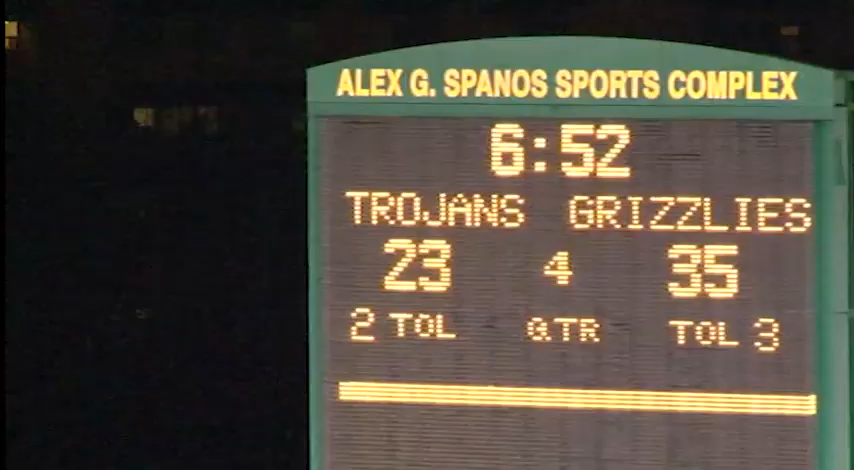 ALEX G. SPANOS SPORTS COMPLEX
6:52
TROJANS GRIZZLIES
23 4 35
2 TOL QTR TOL 3